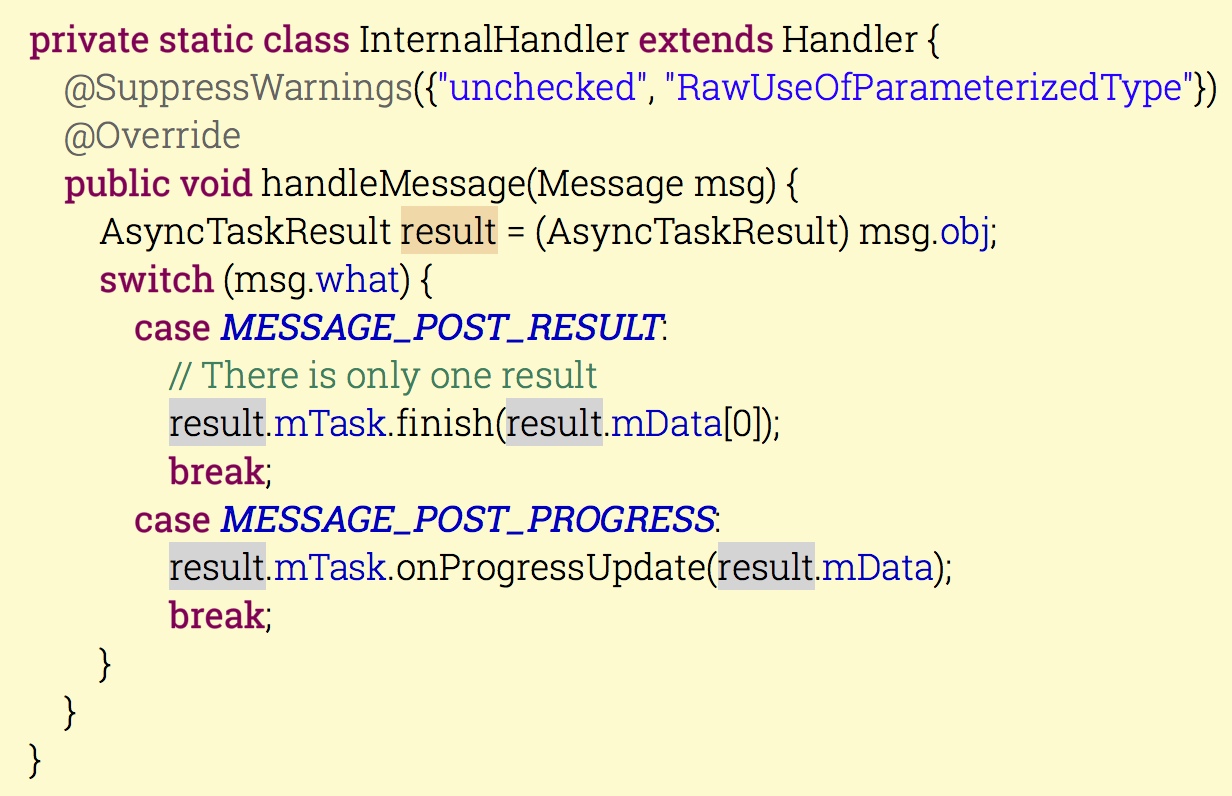 private static class InternalHandler extends Handler {
@SuppressWarnings({"unchecked", "RawUseOfParameterizedType"})
@Override
public void handleMessage(Message msg) {
AsyncTaskResult result = (AsyncTaskResult) msg.obj;
switch (msg.what) {
case MESSAGE_POST_RESULT:
// There is only one result
result.mTask.finish(result.mData[0]);
break;
case MESSAGE_POST_PROGRESS:
result.mTask.onProgressUpdate(result.mData);
break;
}
}
}